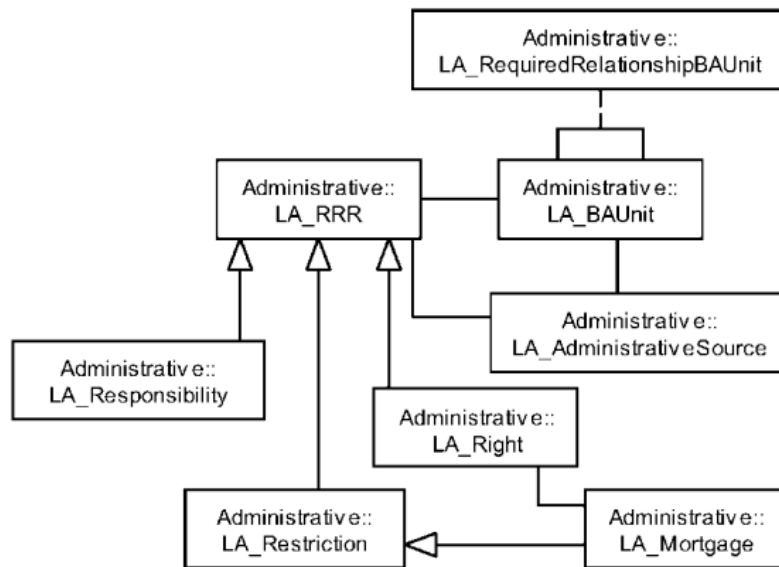 Administrative::
LA_RequiredRelationshipBAUnit
Administrative::
LA_RRR
Administrative::
LA_BAUnit
Administrative::
LA_AdministrativeSource
Administrative::
LA_Responsibility
Administrative::
LA_Right
Administrative::
LA_Restriction
Administrative::
LA_Mortgage